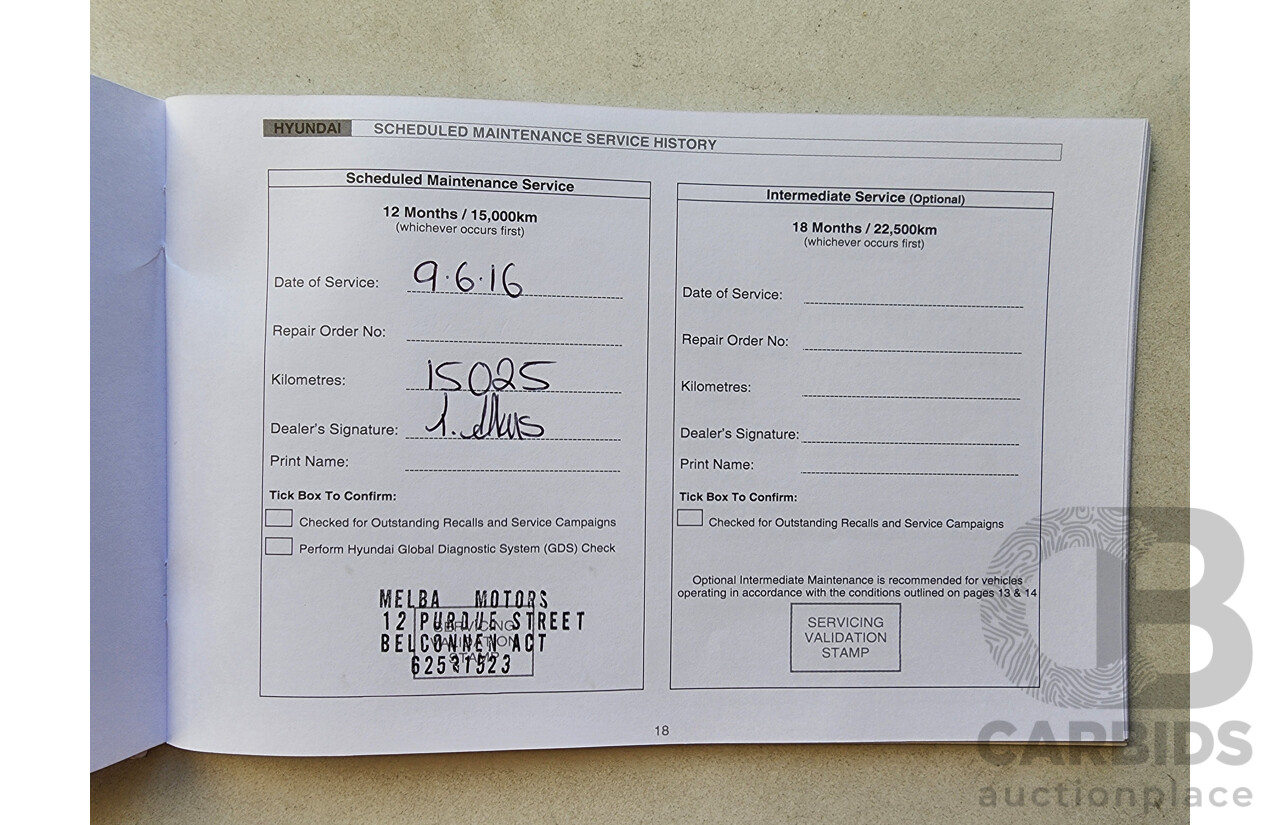 HYUNDAI SCHEDULED MAINTENANCE SERVICE HISTORY
Scheduled Maintenance Service
12 Months / 15,000km
(whichever occurs first)
Date of Service: 9.6.16
Repair Order No:
Kilometres: 15025
Dealer's Signature:
Print Name:
Tick Box To Confirm:
Checked for Outstanding Recalls and Service Campaigns
Perform Hyundai Global Diagnostic System (GDS) Check
MELBA MOTORS
12 PURDUE STREET
BELCONNEN ACT
62531523
SERVICING
VALIDATION
STAMP
Intermediate Service (Optional)
18 Months / 22,500km
(whichever occurs first)
Date of Service:
Repair Order No:
Kilometres:
Dealer's Signature:
Print Name:
Tick Box To Confirm:
Checked for Outstanding Recalls and Service Campaigns
Optional Intermediate Maintenance is recommended for vehicles
operating in accordance with the conditions outlined on pages 13 & 14
SERVICING
VALIDATION
STAMP
18
CARBIDS
auctionplace